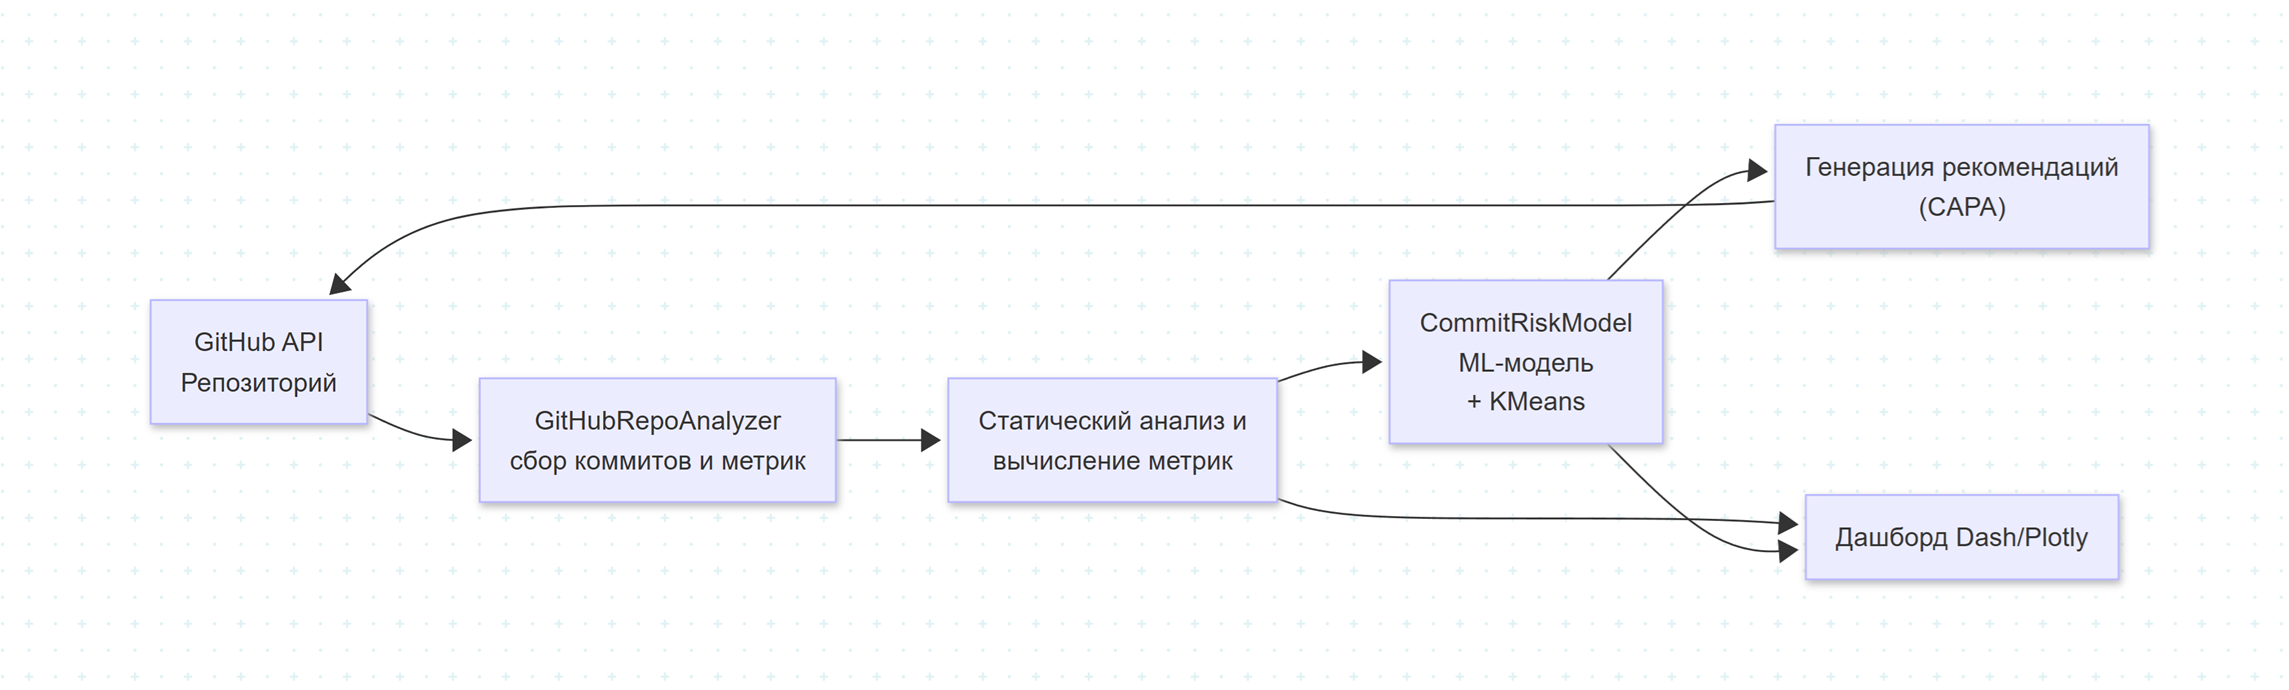 GitHub API
Репозиторий
GitHubRepoAnalyzer
сбор коммитов и метрик
Статический анализ и
вычисление метрик
CommitRiskModel
ML-модель
+ KMeans
Генерация рекомендаций
(CAPA)
Дашборд Dash/Plotly